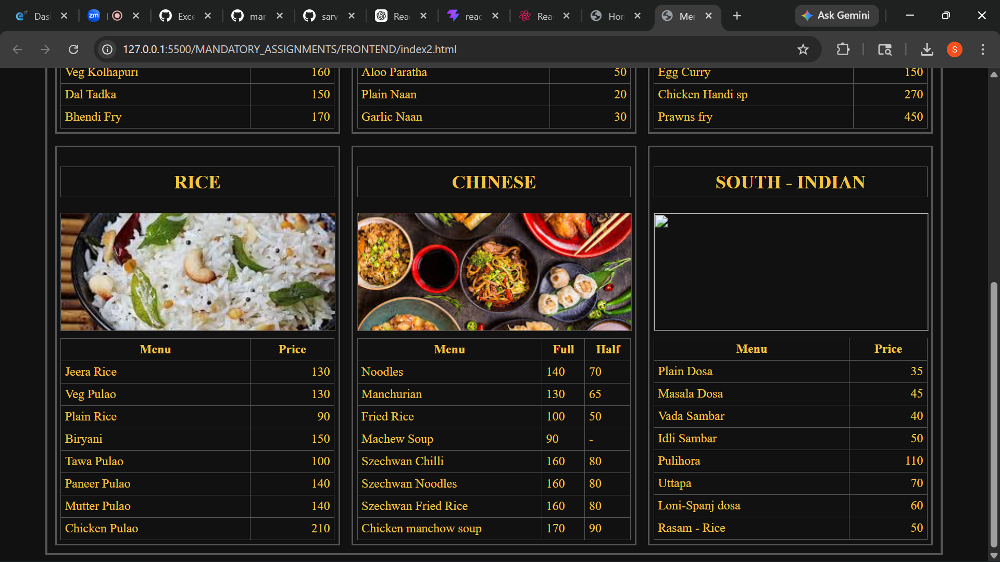 Das
zm
Exce
mar
sarv
Rea
reac
Rea
Hor
Mer
Ask Gemini
127.0.0.1:5500/MANDATORY_ASSIGNMENTS/FRONTEND/index2.html
S
Veg Kolhapuri 160
Dal Tadka 150
Bhendi Fry 170
Aloo Paratha 50
Plain Naan 20
Garlic Naan 30
Egg Curry 150
Chicken Handi sp 270
Prawns fry 450
RICE
Menu Price
Jeera Rice 130
Veg Pulao 130
Plain Rice 90
Biryani 150
Tawa Pulao 100
Paneer Pulao 140
Mutter Pulao 140
Chicken Pulao 210
CHINESE
Menu Full Half
Noodles 140 70
Manchurian 130 65
Fried Rice 100 50
Machew Soup 90 -
Szechwan Chilli 160 80
Szechwan Noodles 160 80
Szechwan Fried Rice 160 80
Chicken manchow soup 170 90
SOUTH - INDIAN
Menu Price
Plain Dosa 35
Masala Dosa 45
Vada Sambar 40
Idli Sambar 50
Pulihora 110
Uttapa 70
Loni-Spanj dosa 60
Rasam - Rice 50